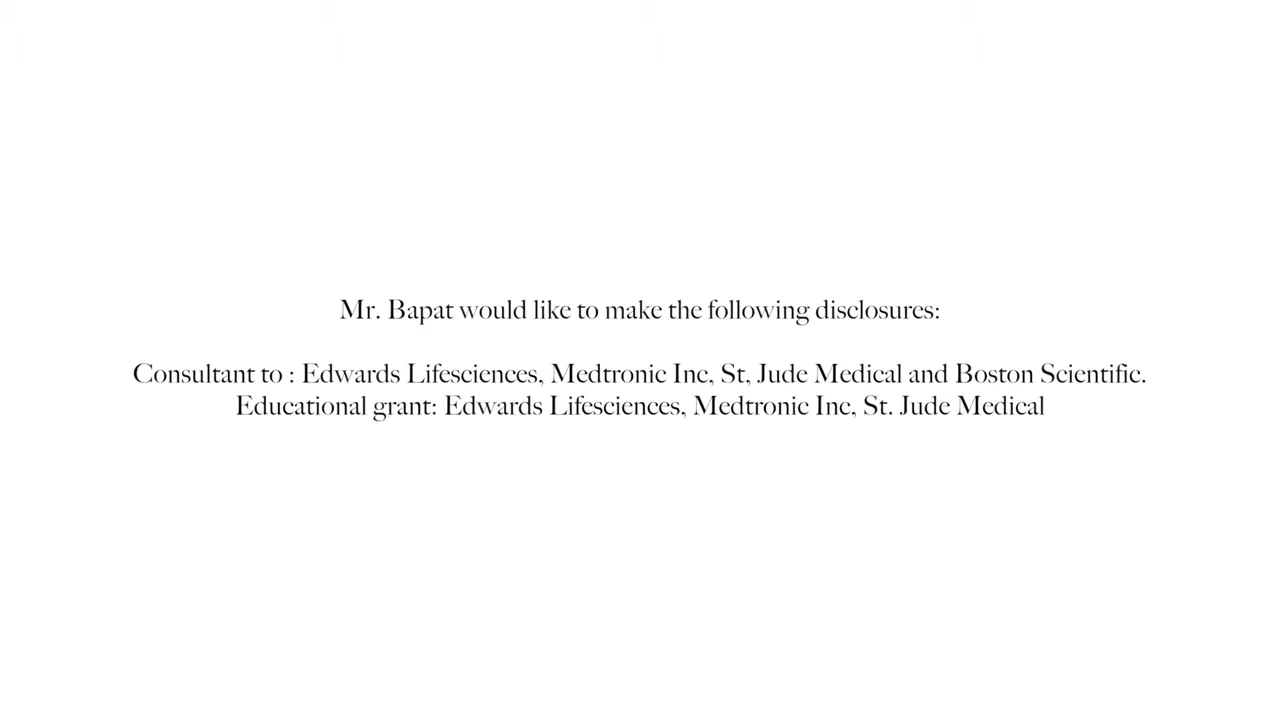 Mr. Bapat would like to make the following disclosures:
Consultant to : Edwards Lifesciences, Medtronic Inc, St, Jude Medical and Boston Scientific.
Educational grant: Edwards Lifesciences, Medtronic Inc, St. Jude Medical